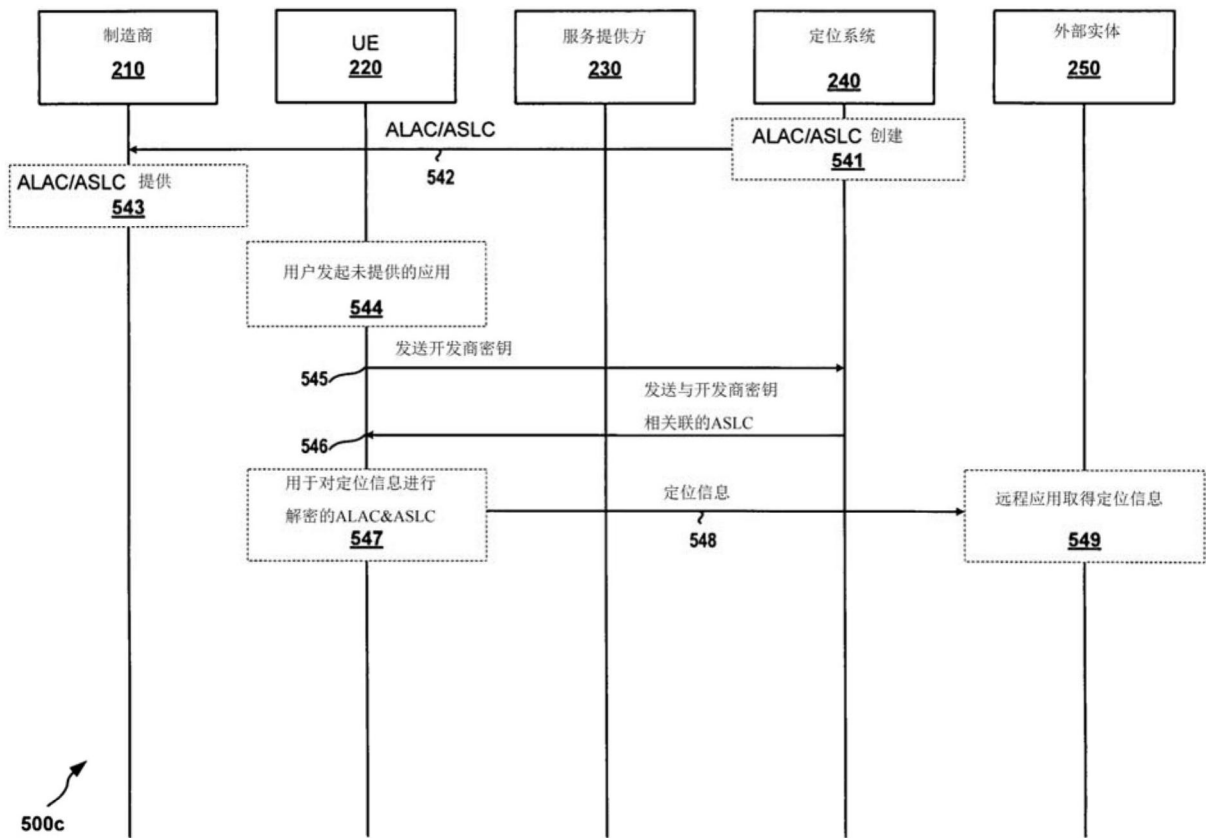 制造商
210
UE
220
服务提供方
230
定位系统
240
外部实体
250
ALAC/ASLC
542
ALAC/ASLC 创建
541
ALAC/ASLC 提供
543
用户发起未提供的应用
544
发送开发商密钥
545
发送与开发商密钥
相关联的ASLC
546
用于对定位信息进行
解密的ALAC&ASLC
547
定位信息
548
远程应用取得定位信息
549
500c